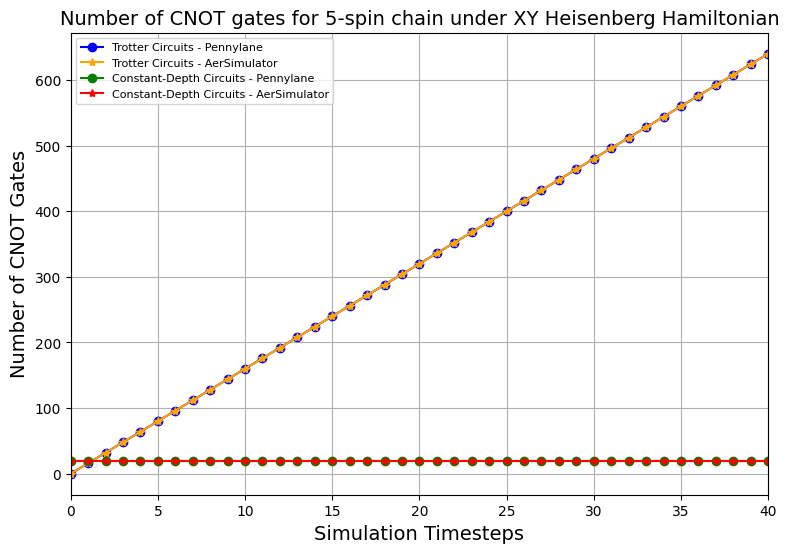 Number of CNOT gates for 5-spin chain under XY Heisenberg Hamiltonian
Trotter Circuits - Pennylane
Trotter Circuits - AerSimulator
Constant-Depth Circuits - Pennylane
Constant-Depth Circuits - AerSimulator
Number of CNOT Gates
600
500
400
300
200
100
0
0 5 10 15 20 25 30 35 40
Simulation Timesteps